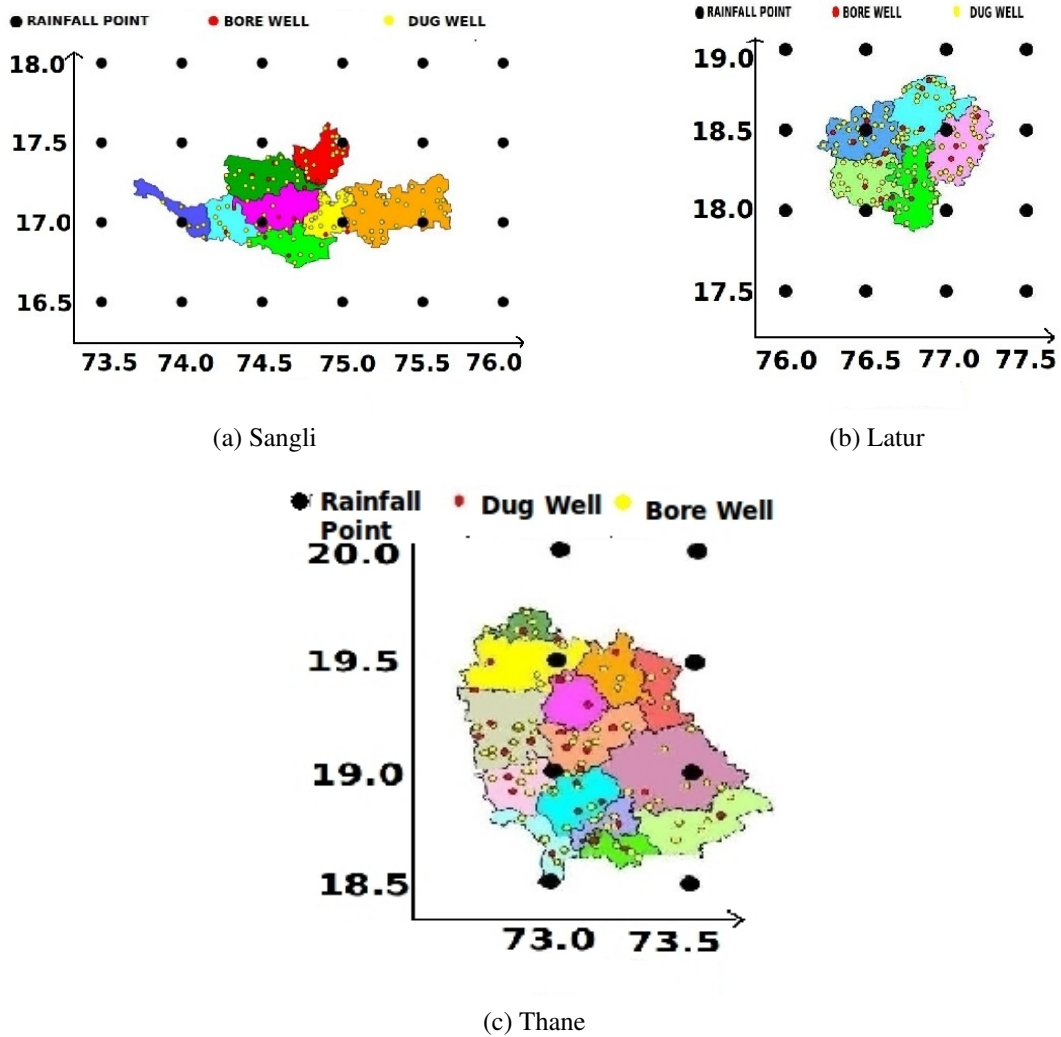 RAINFALL POINT BORE WELL DUG WELL
18.0
17.5
17.0
16.5
73.5 74.0 74.5 75.0 75.5 76.0
(a) Sangli
RAINFALL POINT BORE WELL DUG WELL
19.0
18.5
18.0
17.5
76.0 76.5 77.0 77.5
(b) Latur
Rainfall Point Dug Well Bore Well
20.0
19.5
19.0
18.5
73.0 73.5
(c) Thane